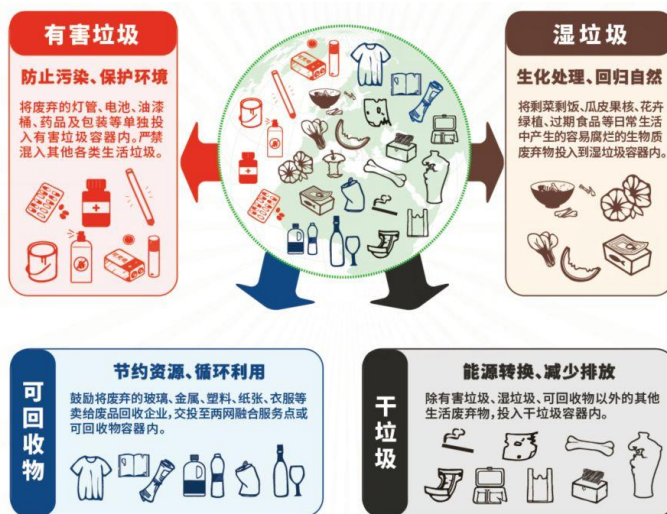 有害垃圾
防止污染、保护环境
将废弃的灯管、电池、油漆
桶、药品及包装等单独投
入有害垃圾容器内。严禁
混入其他各类生活垃圾。
湿垃圾
生化处理、回归自然
将剩菜剩饭、瓜皮果核、花卉
绿植、过期食品等日常生活
中产生的容易腐烂的生物质
废弃物投入到湿垃圾容器内。
可回收物
节约资源、循环利用
鼓励将废弃的玻璃、金属、塑料、纸张、衣服等
卖给废品回收企业，交投至两网融合服务点或
可回收物容器内。
干垃圾
能源转换、减少排放
除有害垃圾、湿垃圾、可回收物以外的其他
生活废弃物，投入干垃圾容器内。